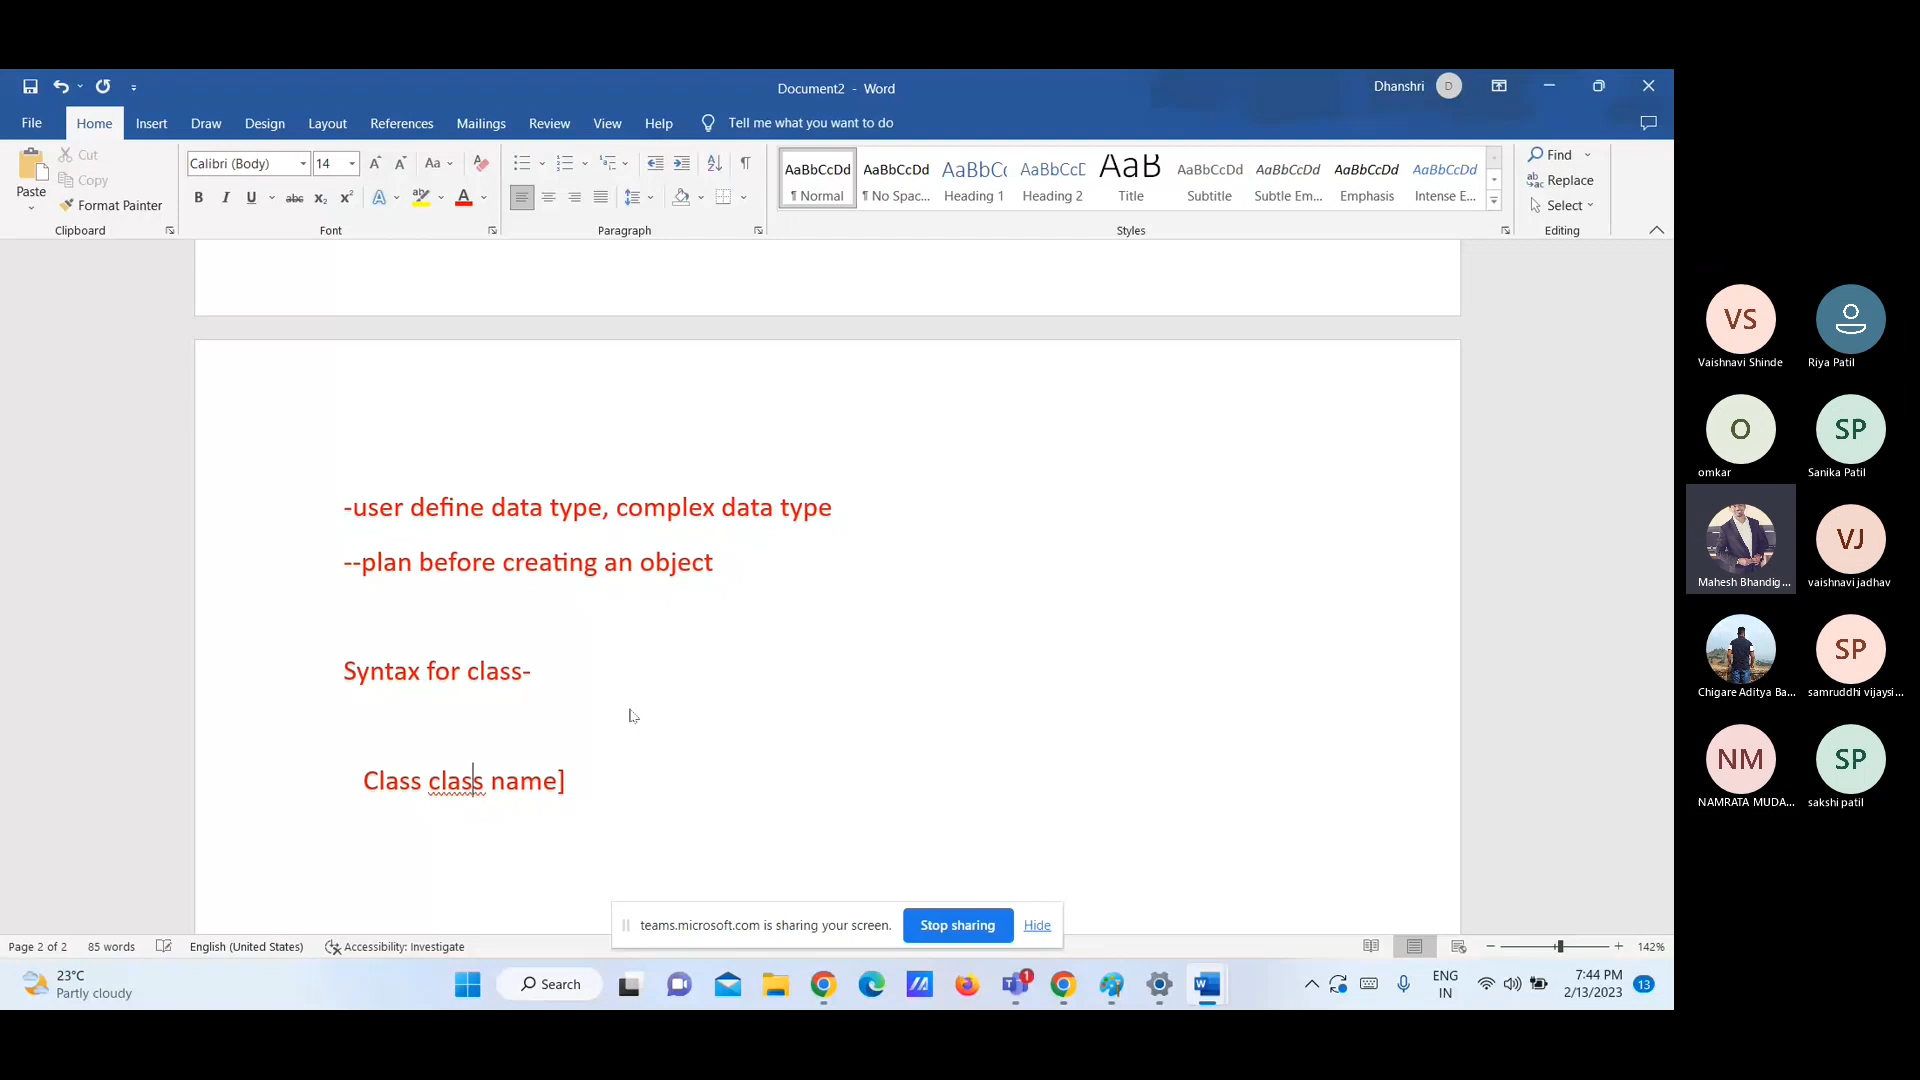 Document2 - Word
Dhanshri
D
File
Home
Insert
Draw
Design
Layout
References
Mailings
Review
View
Help
Tell me what you want to do
Paste
Cut
Copy
Format Painter
Clipboard
Calibri (Body)
14
Font
Paragraph
AaBbCcDd
¶ Normal
AaBbCcDd
¶ No Spac...
AaBbCc
Heading 1
AaBbCcD
Heading 2
AaB
Title
AaBbCcDd
Subtitle
AaBbCcDd
Subtle Em...
AaBbCcDd
Emphasis
AaBbCcDd
Intense E...
Styles
Find
Replace
Select
Editing
-user define data type, complex data type
--plan before creating an object
Syntax for class-
Class class name]
teams.microsoft.com is sharing your screen.
Stop sharing
Hide
Page 2 of 2
85 words
English (United States)
Accessibility: Investigate
142%
23°C
Partly cloudy
Search
1
ENG
IN
7:44 PM
2/13/2023
13
VS
Vaishnavi Shinde
Riya Patil
O
omkar
SP
Sanika Patil
Mahesh Bhandig...
VJ
vaishnavi jadhav
Chigare Aditya Ba...
SP
samruddhi vijaysi...
NM
NAMRATA MUDA...
SP
sakshi patil